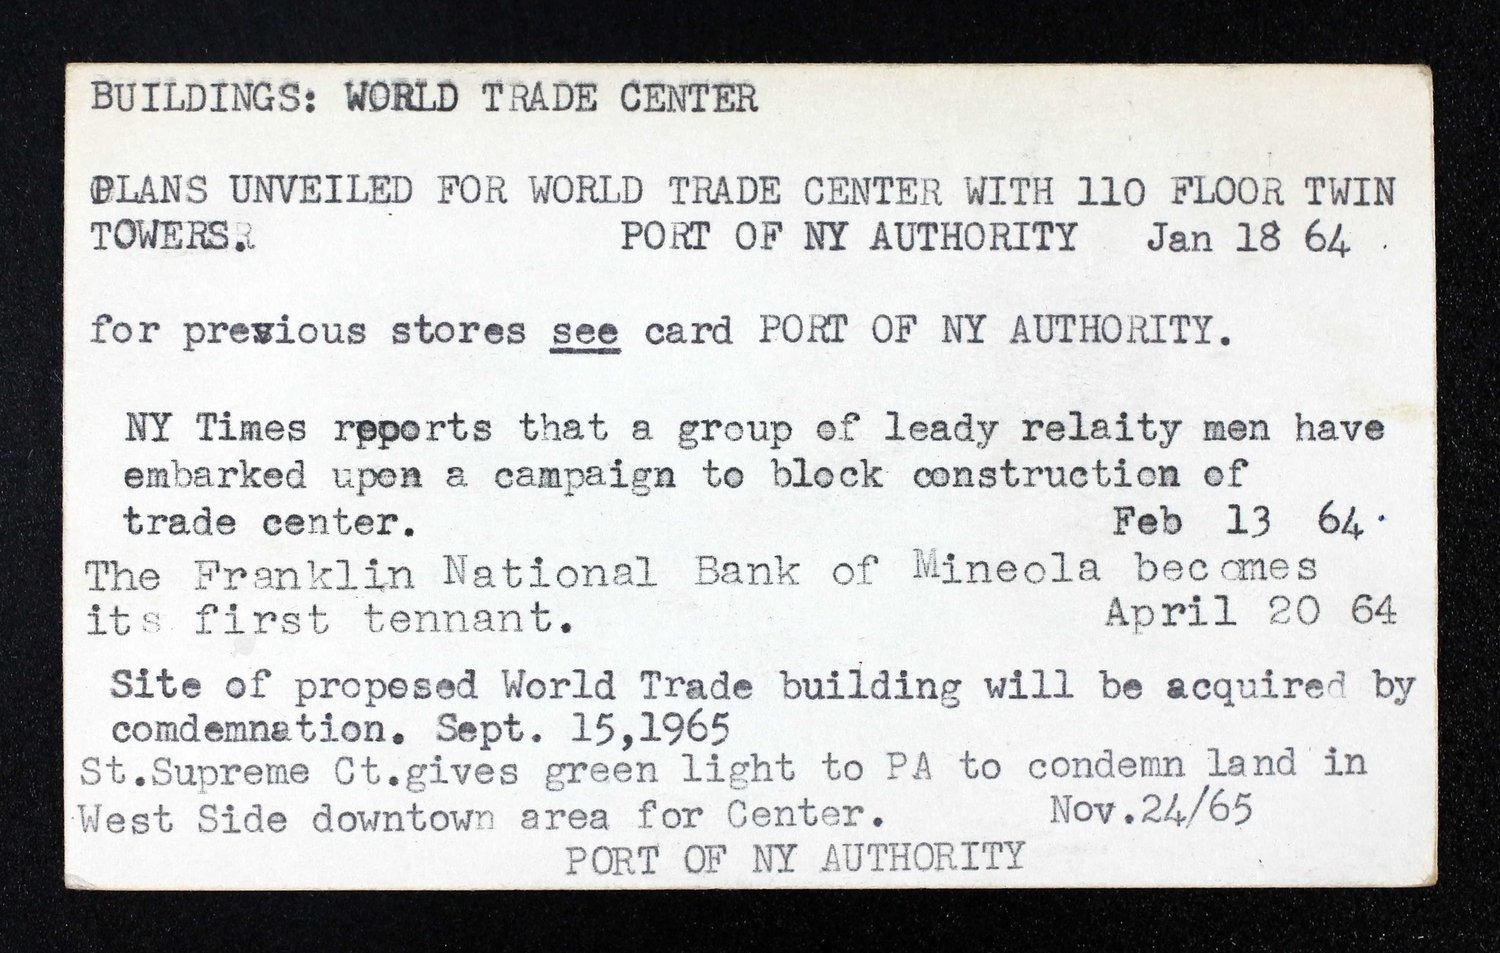 BUILDINGS: WORLD TRADE CENTER
PLANS UNVEILED FOR WORLD TRADE CENTER WITH 110 FLOOR TWIN
TOWERS. PORT OF NY AUTHORITY Jan 18 64
for previous stores see card PORT OF NY AUTHORITY.
NY Times reports that a group of leady relaity men have
embarked upon a campaign to block construction of
trade center. Feb 13 64
The Franklin National Bank of Mineola becomes
its first tennant. April 20 64
Site of proposed World Trade building will be acquired by
comdemnation. Sept. 15,1965
St.Supreme Ct.gives green light to PA to condemn land in
West Side downtown area for Center. Nov.24/65
PORT OF NY AUTHORITY